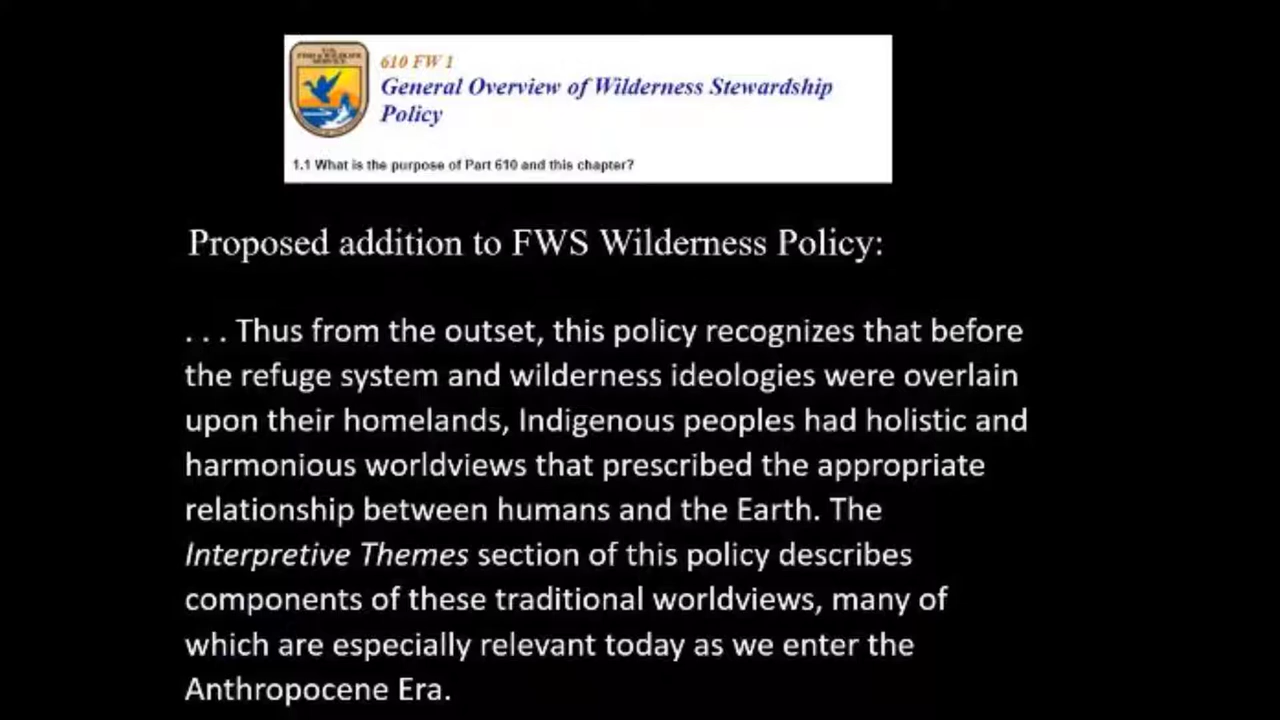 U.S.
FISH & WILDLIFE
SERVICE
610 FW 1
General Overview of Wilderness Stewardship
Policy
1.1 What is the purpose of Part 610 and this chapter?
Proposed addition to FWS Wilderness Policy:
. . . Thus from the outset, this policy recognizes that before
the refuge system and wilderness ideologies were overlain
upon their homelands, Indigenous peoples had holistic and
harmonious worldviews that prescribed the appropriate
relationship between humans and the Earth. The
Interpretive Themes section of this policy describes
components of these traditional worldviews, many of
which are especially relevant today as we enter the
Anthropocene Era.